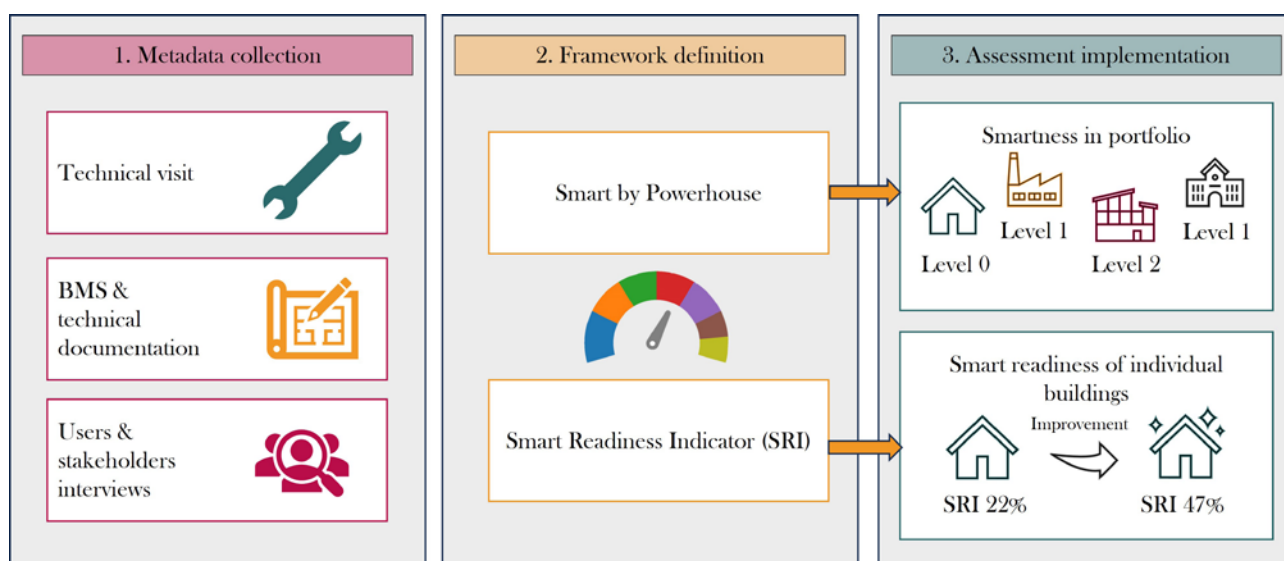 1. Metadata collection
Technical visit
BMS &
technical
documentation
Users &
stakeholders
interviews
2. Framework definition
Smart by Powerhouse
Smart Readiness Indicator (SRI)
3. Assessment implementation
Smartness in portfolio
Level 0
Level 1
Level 2
Level 1
Smart readiness of individual
buildings
Improvement
SRI 22%
SRI 47%